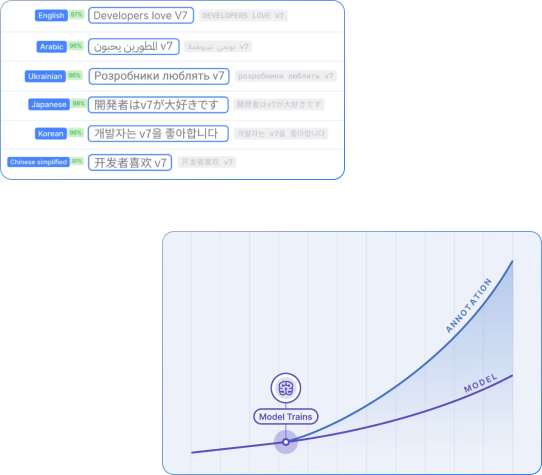 English 97% Developers love V7 DEVELOPERS LOVE V7
Arabic 96% المطورين يحبون v7
Ukrainian 95% Розробники люблять v7 розробники люблять v7
Japanese 98% 開発者はv7が大好きです 開発者はv7が大好きです
Korean 96% 개발자는 v7을 좋아합니다 개발자는 v7을 좋아합니다
Chinese simplified 97% 开发者喜欢 v7 开发者喜欢 v7
ANNOTATION
MODEL
Model Trains